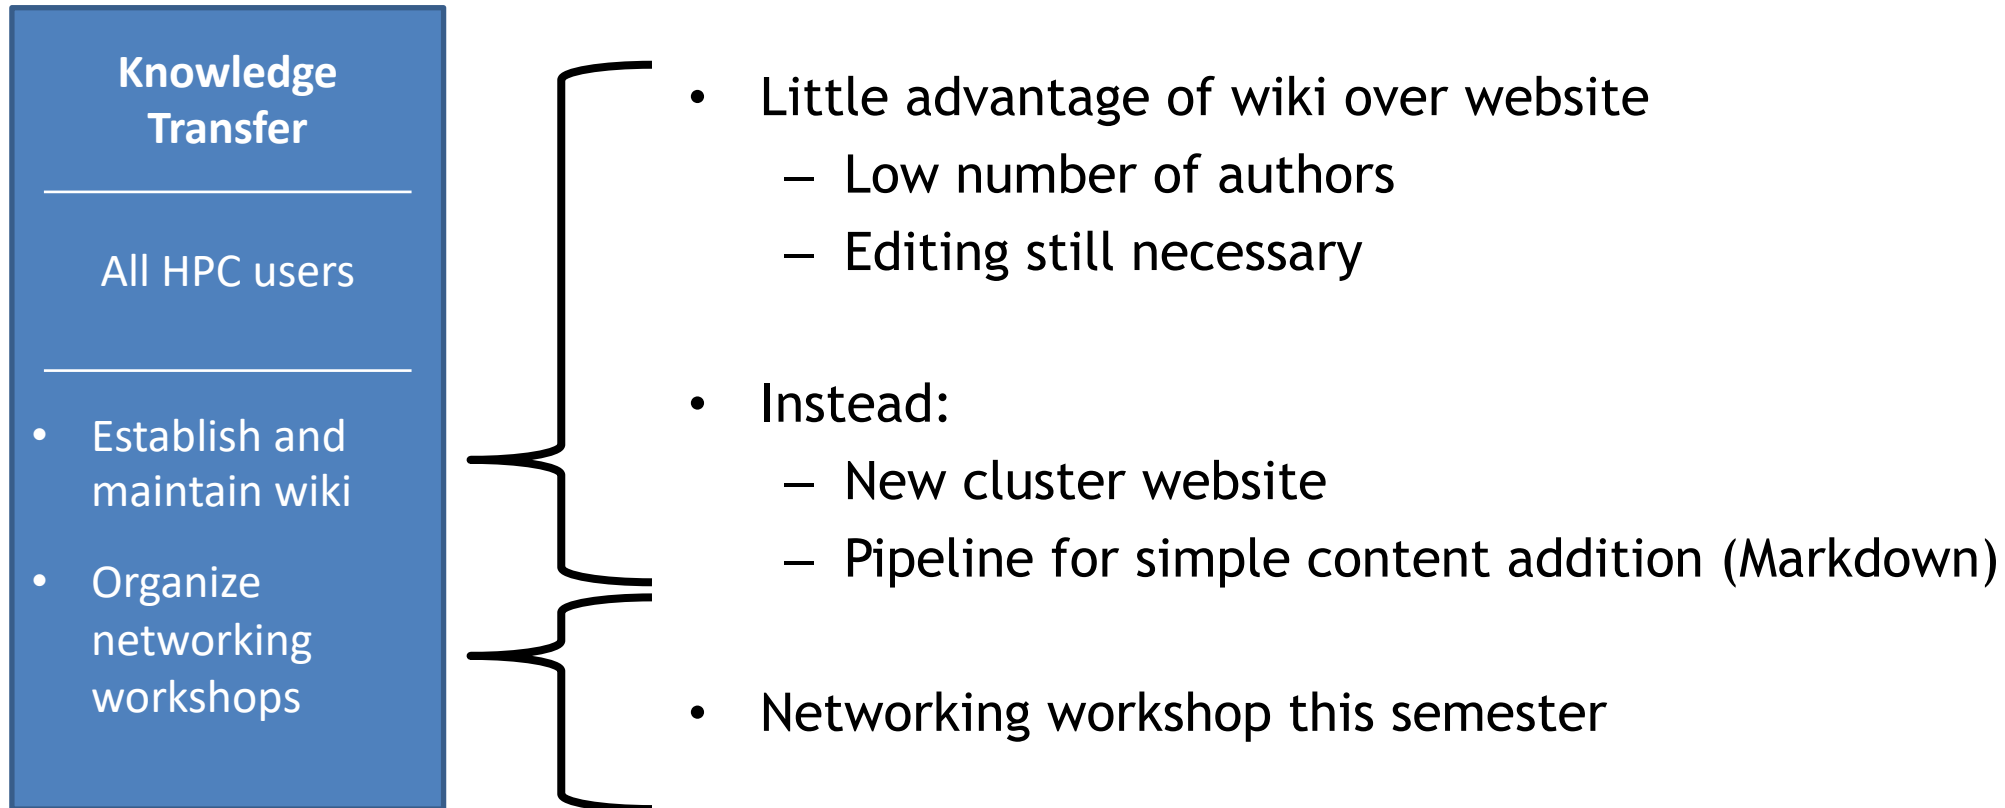 Knowledge
Transfer
All HPC users
• Establish and
maintain wiki
• Organize
networking
workshops
• Little advantage of wiki over website
– Low number of authors
– Editing still necessary
• Instead:
– New cluster website
– Pipeline for simple content addition (Markdown)
• Networking workshop this semester